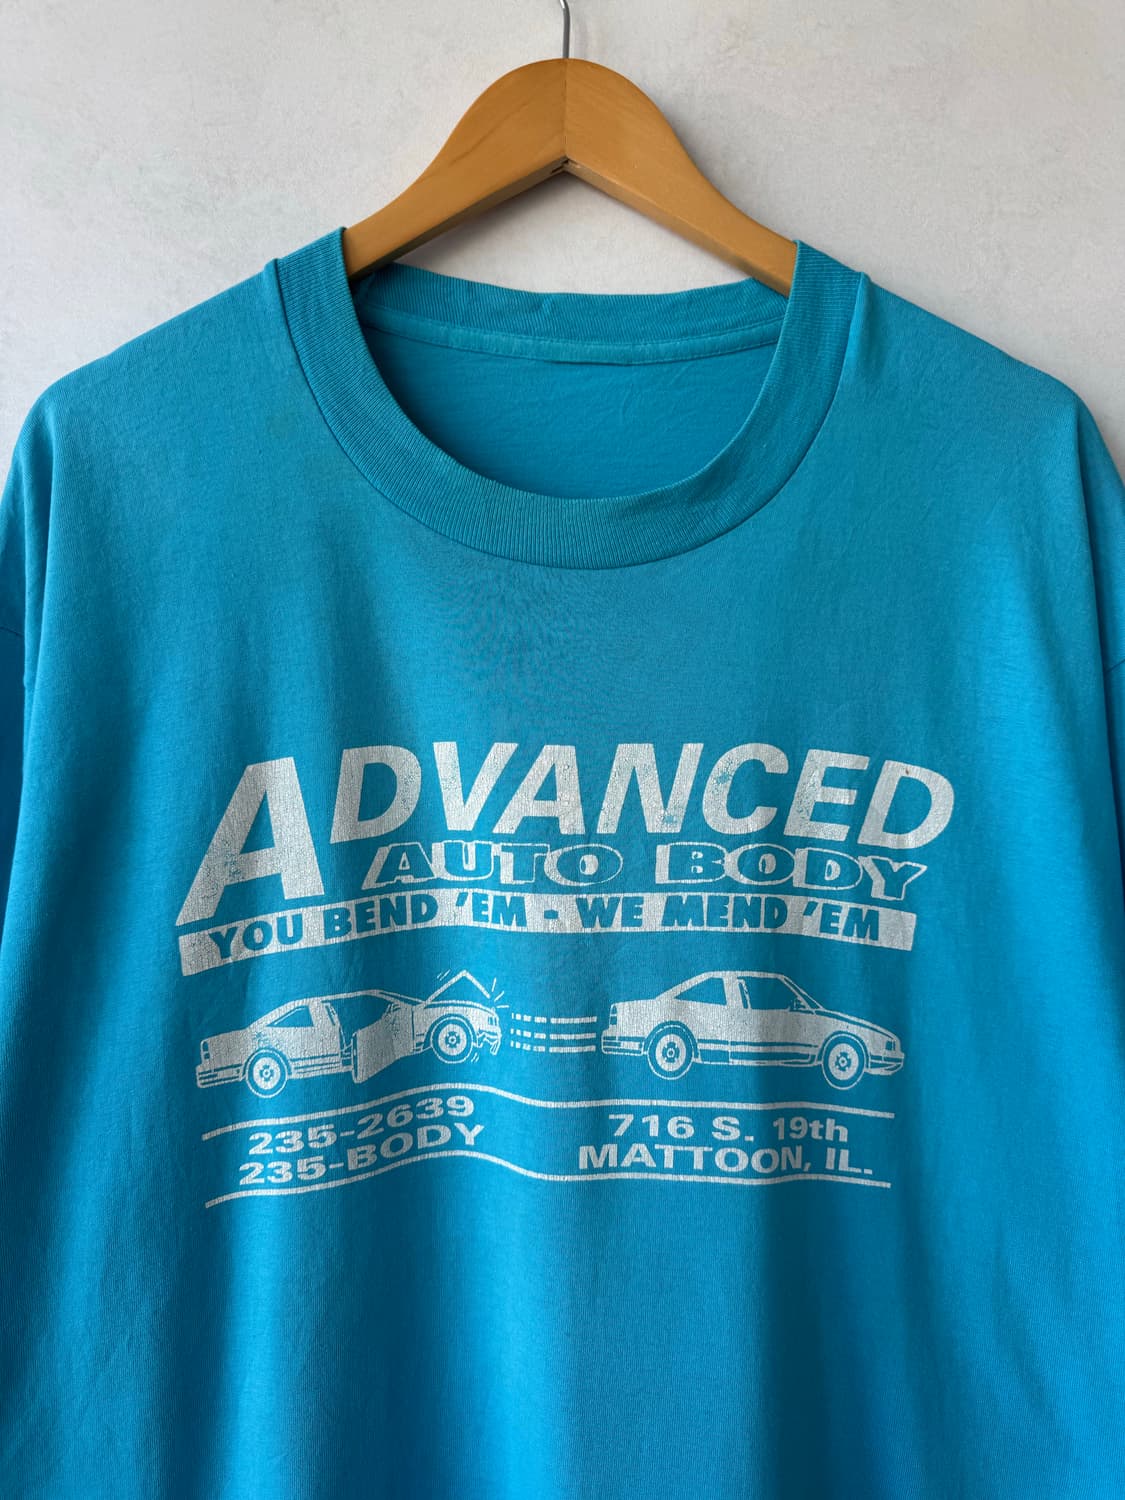 ADVANCED
AUTO BODY
YOU BEND 'EM - WE MEND 'EM
235-2639
235-BODY
716 S. 19th
MATTOON, IL.